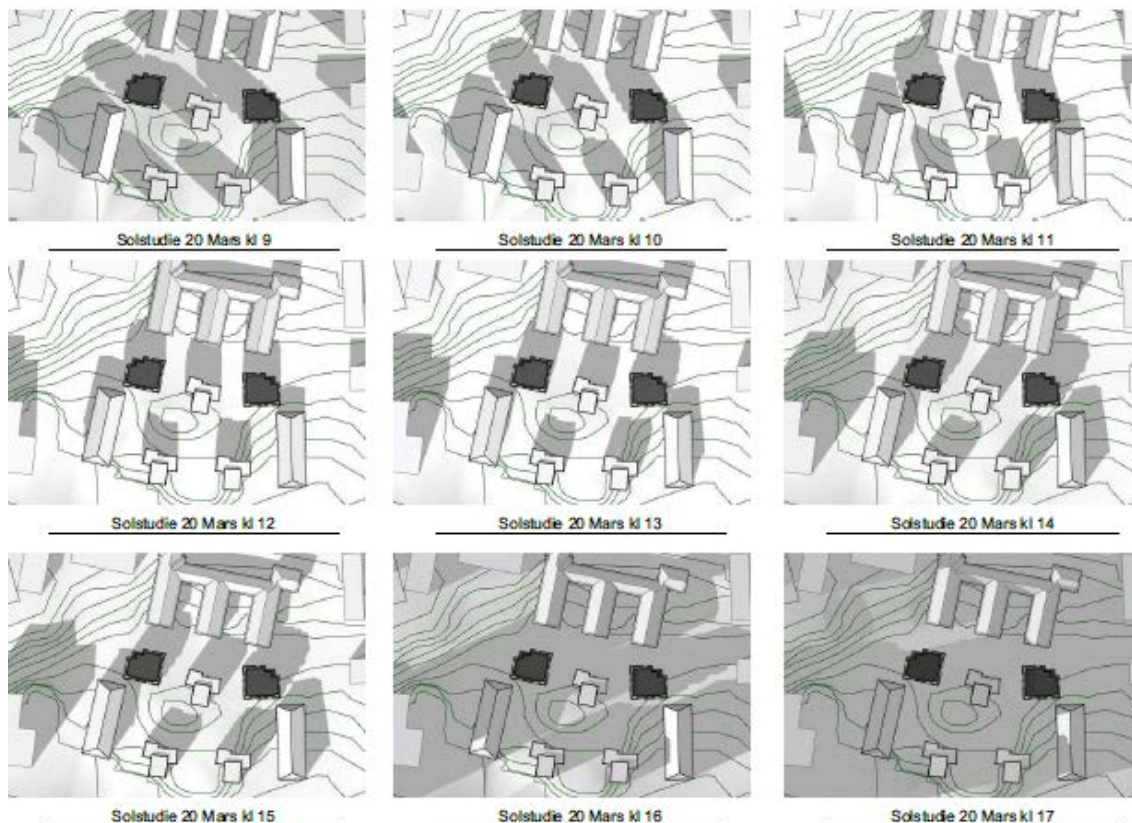 Solstudie 20 Mars kl 9
Solstudie 20 Mars kl 10
Solstudie 20 Mars kl 11
Solstudie 20 Mars kl 12
Solstudie 20 Mars kl 13
Solstudie 20 Mars kl 14
Solstudie 20 Mars kl 15
Solstudie 20 Mars kl 16
Solstudie 20 Mars kl 17